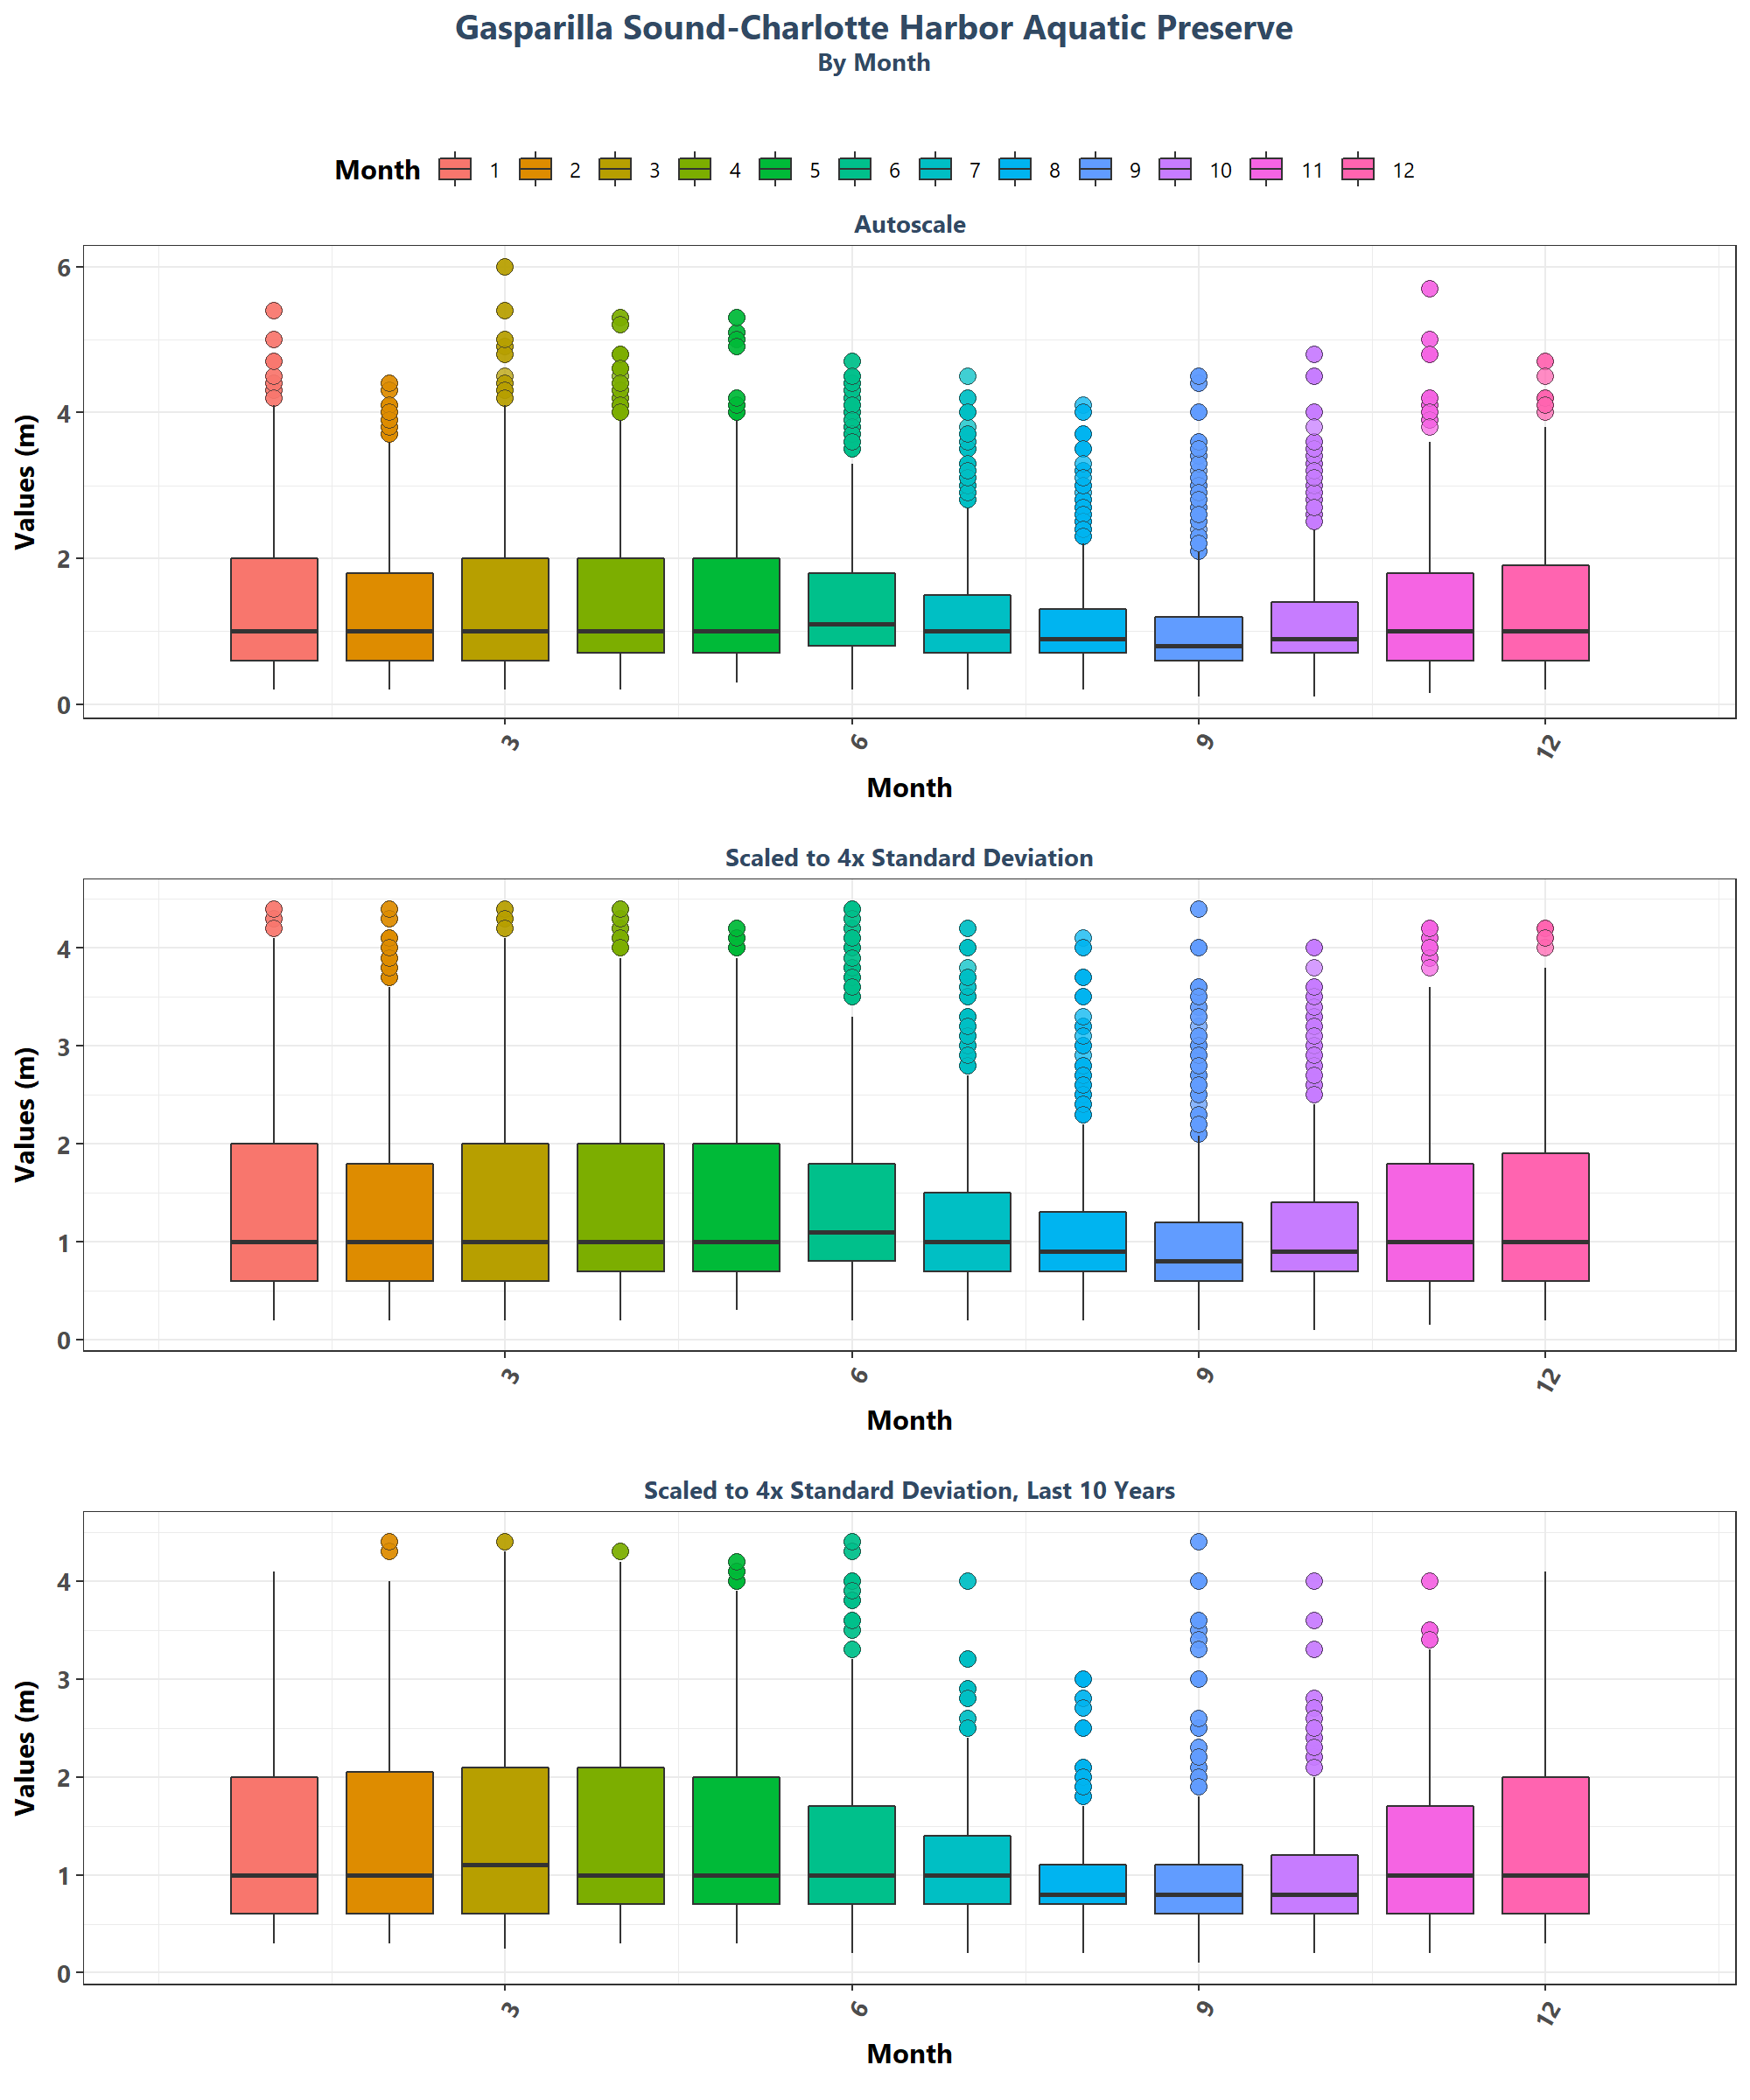 Gasparilla Sound-Charlotte Harbor Aquatic Preserve
By Month
Month 1 2 3 4 5 6 7 8 9 10 11 12
Autoscale
Values (m)
6
4
2
0
3 6 9 12
Month
Scaled to 4x Standard Deviation
Values (m)
4
3
2
1
0
3 6 9 12
Month
Scaled to 4x Standard Deviation, Last 10 Years
Values (m)
4
3
2
1
0
3 6 9 12
Month